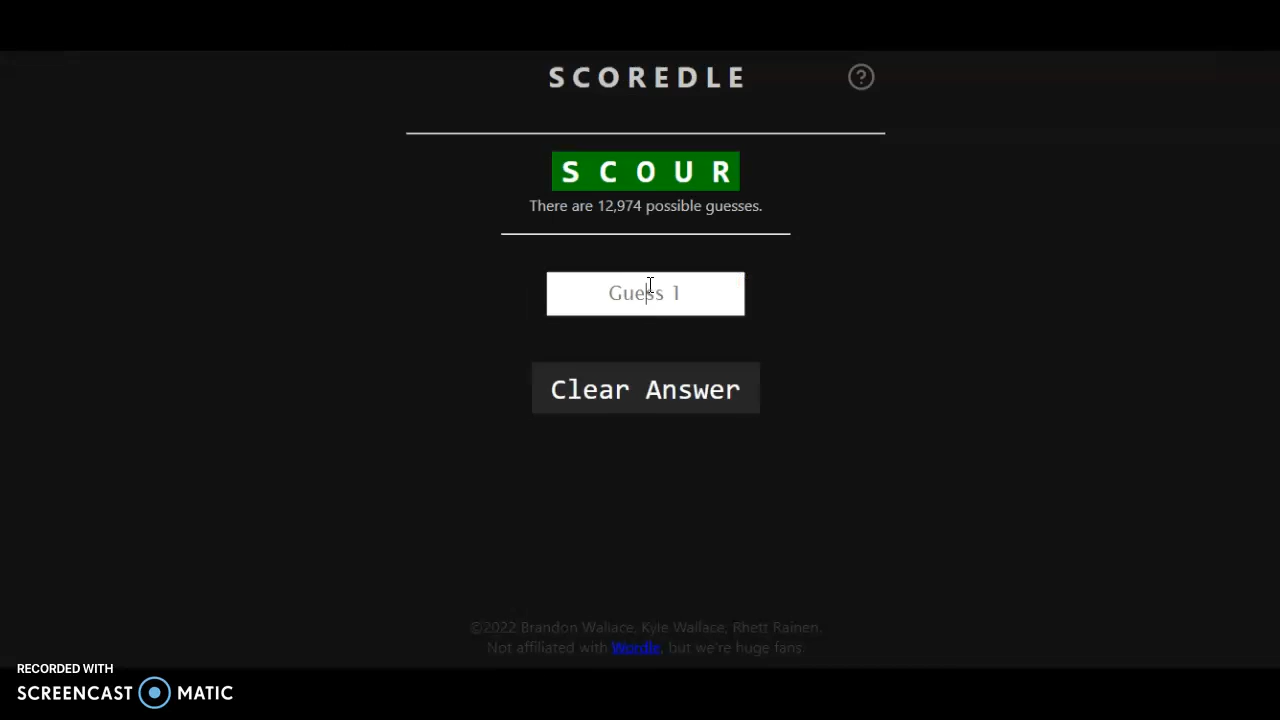 SCOREDLE ?
SCOUR
There are 12,974 possible guesses.
Guess 1
Clear Answer
©2022 Brandon Wallace, Kyle Wallace, Rhett Rainen.
Not affiliated with Wordle, but we're huge fans.
RECORDED WITH
SCREENCAST MATIC